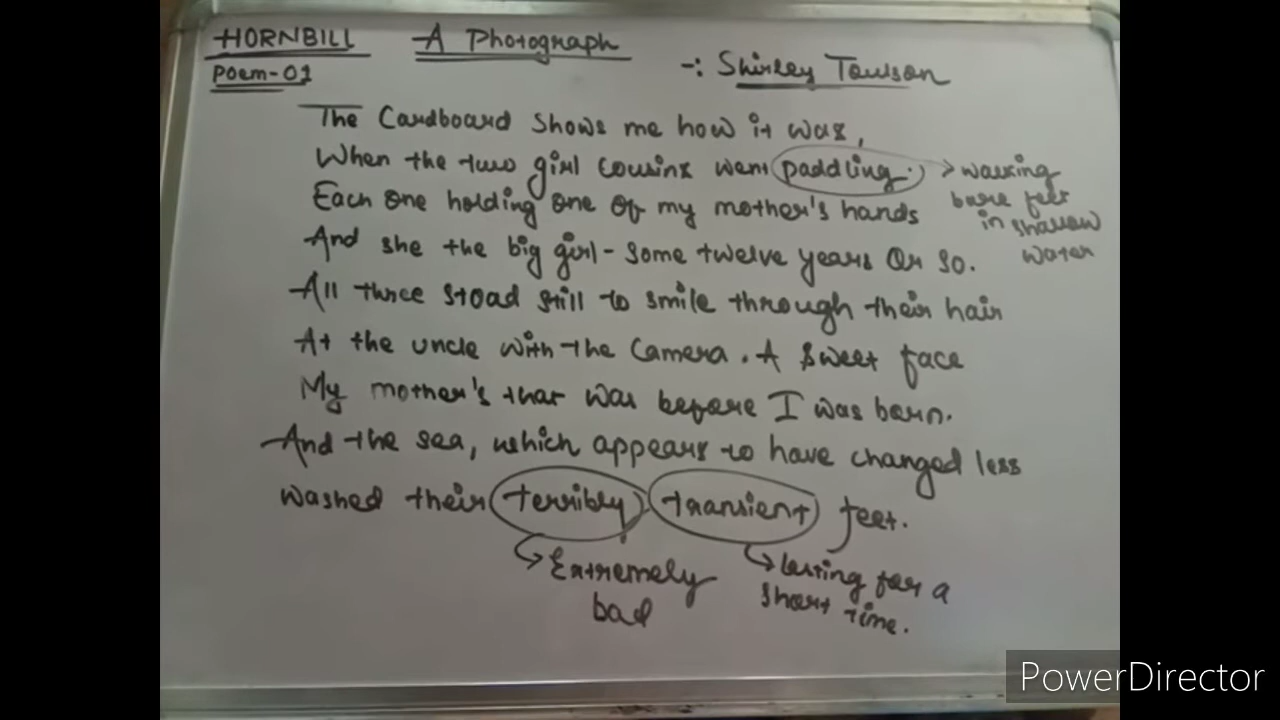 HORNBILL A Photograph
Poem-01 -: Shirley Toulson
The Cardboard shows me how it was,
When the two girl cousins went paddling. → walking
Each one holding one of my mother's hands bare feet
in shallow
And she the big girl - some twelve years or so. water
All three stood still to smile through their hair
At the uncle with the camera. A sweet face
My mother's that was before I was born.
And the sea, which appears to have changed less
washed their terribly transient feet.
→ Extremely → lasting for a
bad short time.
PowerDirector